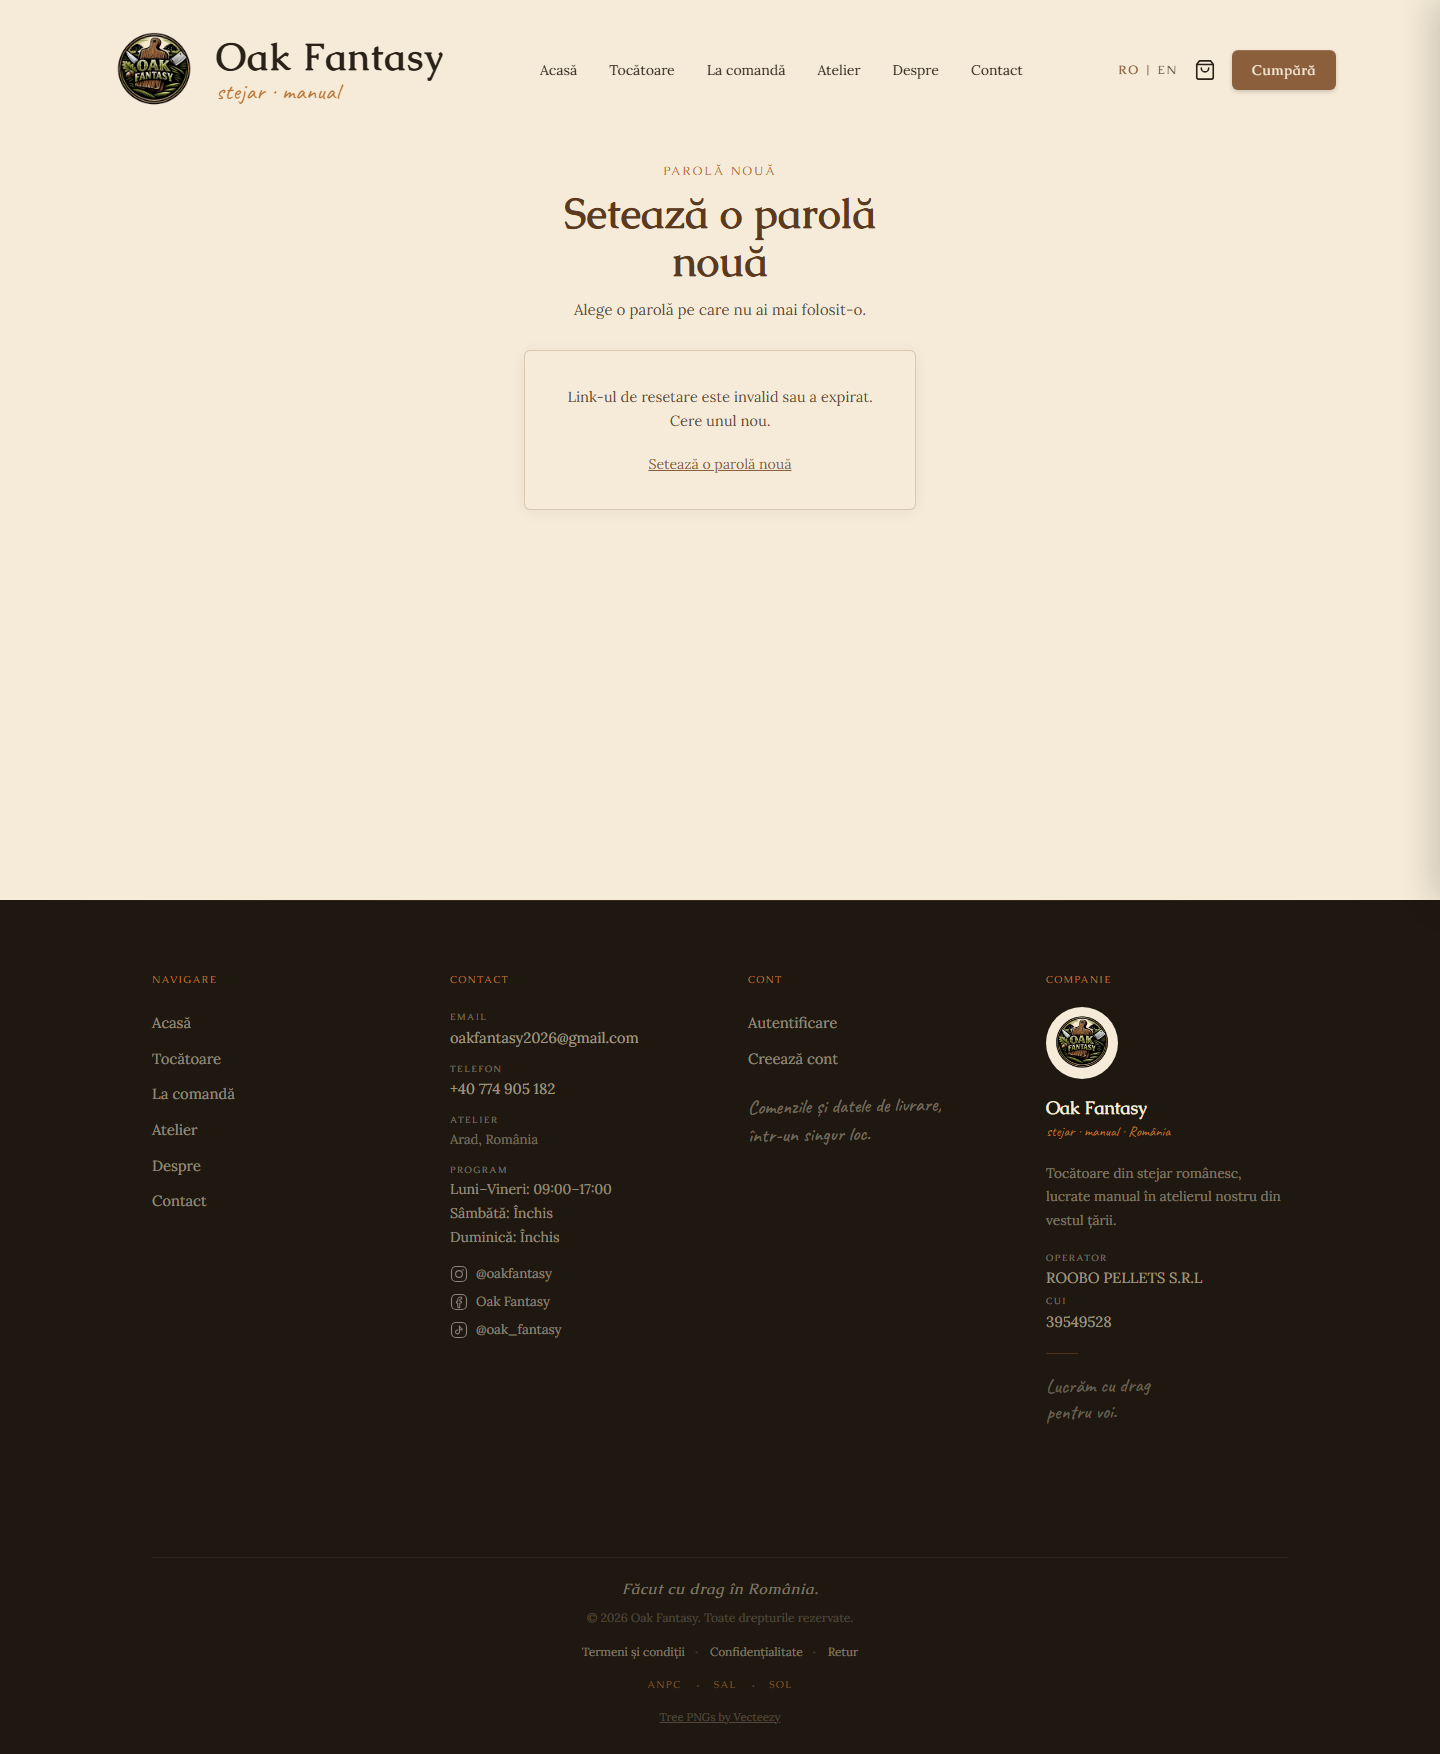 OAK
FANTASY
Oak Fantasy
stejar · manual
Acasă
Tocătoare
La comandă
Atelier
Despre
Contact
RO | EN
Cumpără
PAROLĂ NOUĂ
Setează o parolă
nouă
Alege o parolă pe care nu ai mai folosit-o.
Link-ul de resetare este invalid sau a expirat.
Cere unul nou.
Setează o parolă nouă
NAVIGARE
Acasă
Tocătoare
La comandă
Atelier
Despre
Contact
CONTACT
EMAIL
oakfantasy2026@gmail.com
TELEFON
+40 774 905 182
ATELIER
Arad, România
PROGRAM
Luni–Vineri: 09:00–17:00
Sâmbătă: Închis
Duminică: Închis
@oakfantasy
Oak Fantasy
@oak_fantasy
CONT
Autentificare
Creează cont
Comenzile și datele de livrare,
într-un singur loc.
COMPANIE
OAK
FANTASY
Oak Fantasy
stejar · manual · România
Tocătoare din stejar românesc,
lucrate manual în atelierul nostru din
vestul țării.
OPERATOR
ROOBO PELLETS S.R.L
CUI
39549528
Lucrăm cu drag
pentru voi.
Făcut cu drag în România.
© 2026 Oak Fantasy. Toate drepturile rezervate.
Termeni și condiții · Confidențialitate · Retur
ANPC · SAL · SOL
Tree PNGs by Vecteezy